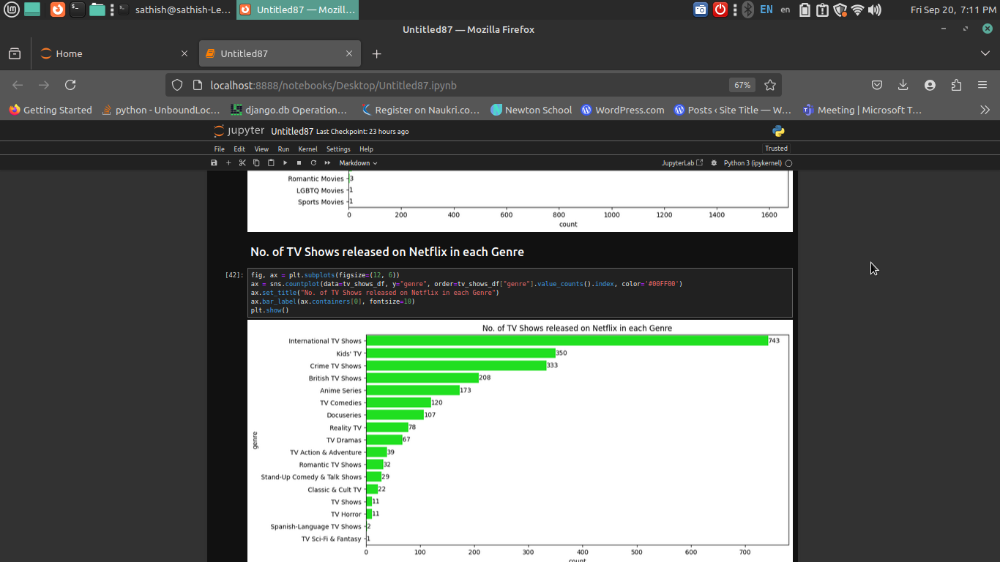 sathish@sathish-Le...
Untitled87 — Mozill...
EN
en
Fri Sep 20, 7:11 PM
Untitled87 — Mozilla Firefox
Home
Untitled87
localhost:8888/notebooks/Desktop/Untitled87.ipynb
67%
Getting Started
python - UnboundLoc...
django.db Operation...
Register on Naukri.co...
Newton School
WordPress.com
Posts ‹ Site Title — W...
Meeting | Microsoft T...
jupyter
Untitled87 Last Checkpoint: 23 hours ago
File Edit View Run Kernel Settings Help
Trusted
Markdown
JupyterLab
Python 3 (ipykernel)
Romantic Movies 3
LGBTQ Movies 1
Sports Movies 1
0 200 400 600 800 1000 1200 1400 1600
count
No. of TV Shows released on Netflix in each Genre
[42]:
fig, ax = plt.subplots(figsize=(12, 6))
ax = sns.countplot(data=tv_shows_df, y="genre", order=tv_shows_df["genre"].value_counts().index, color='#00FF00')
ax.set_title("No. of TV Shows released on Netflix in each Genre")
ax.bar_label(ax.containers[0], fontsize=10)
plt.show()
No. of TV Shows released on Netflix in each Genre
International TV Shows 743
Kids' TV 350
Crime TV Shows 333
British TV Shows 208
Anime Series 173
TV Comedies 120
Docuseries 107
Reality TV 78
TV Dramas 67
genre
TV Action & Adventure 39
Romantic TV Shows 32
Stand-Up Comedy & Talk Shows 29
Classic & Cult TV 22
TV Shows 11
TV Horror 11
Spanish-Language TV Shows 2
TV Sci-Fi & Fantasy 1
0 100 200 300 400 500 600 700
count